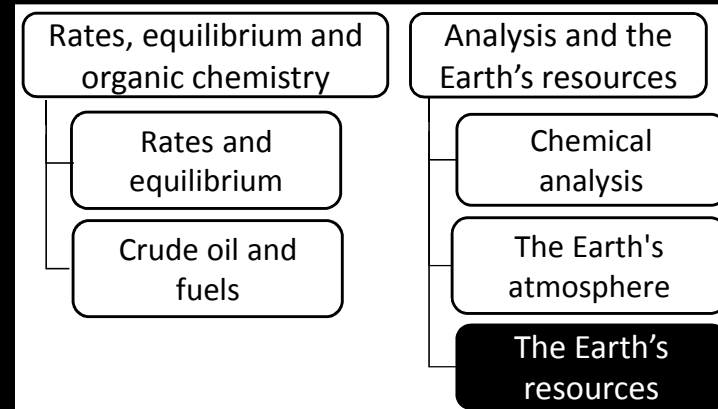 Rates, equilibrium and
organic chemistry
Rates and
equilibrium
Crude oil and
fuels
Analysis and the
Earth’s resources
Chemical
analysis
The Earth's
atmosphere
The Earth’s
resources